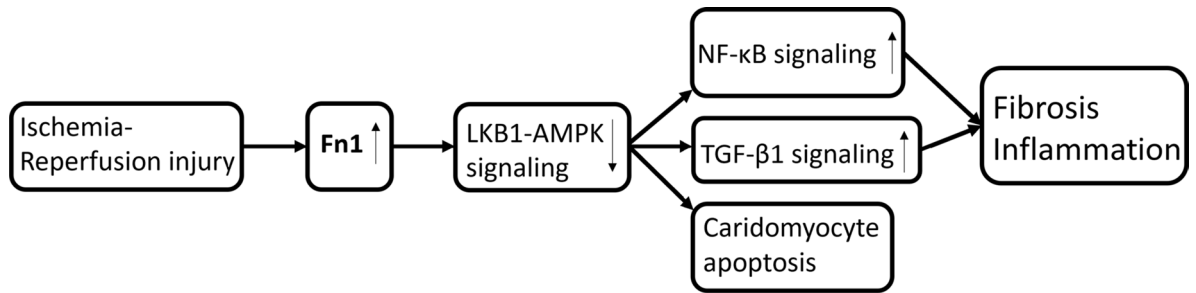 Ischemia-
Reperfusion injury
Fn1
LKB1-AMPK
signaling
NF-κB signaling
TGF-β1 signaling
Caridomyocyte
apoptosis
Fibrosis
Inflammation